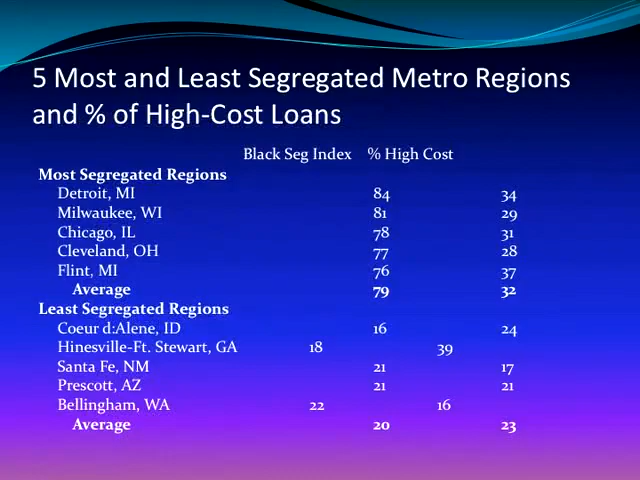 5 Most and Least Segregated Metro Regions
and % of High-Cost Loans
Black Seg Index % High Cost
Most Segregated Regions
Detroit, MI 84 34
Milwaukee, WI 81 29
Chicago, IL 78 31
Cleveland, OH 77 28
Flint, MI 76 37
Average 79 32
Least Segregated Regions
Coeur d:Alene, ID 16 24
Hinesville-Ft. Stewart, GA 18 39
Santa Fe, NM 21 17
Prescott, AZ 21 21
Bellingham, WA 22 16
Average 20 23